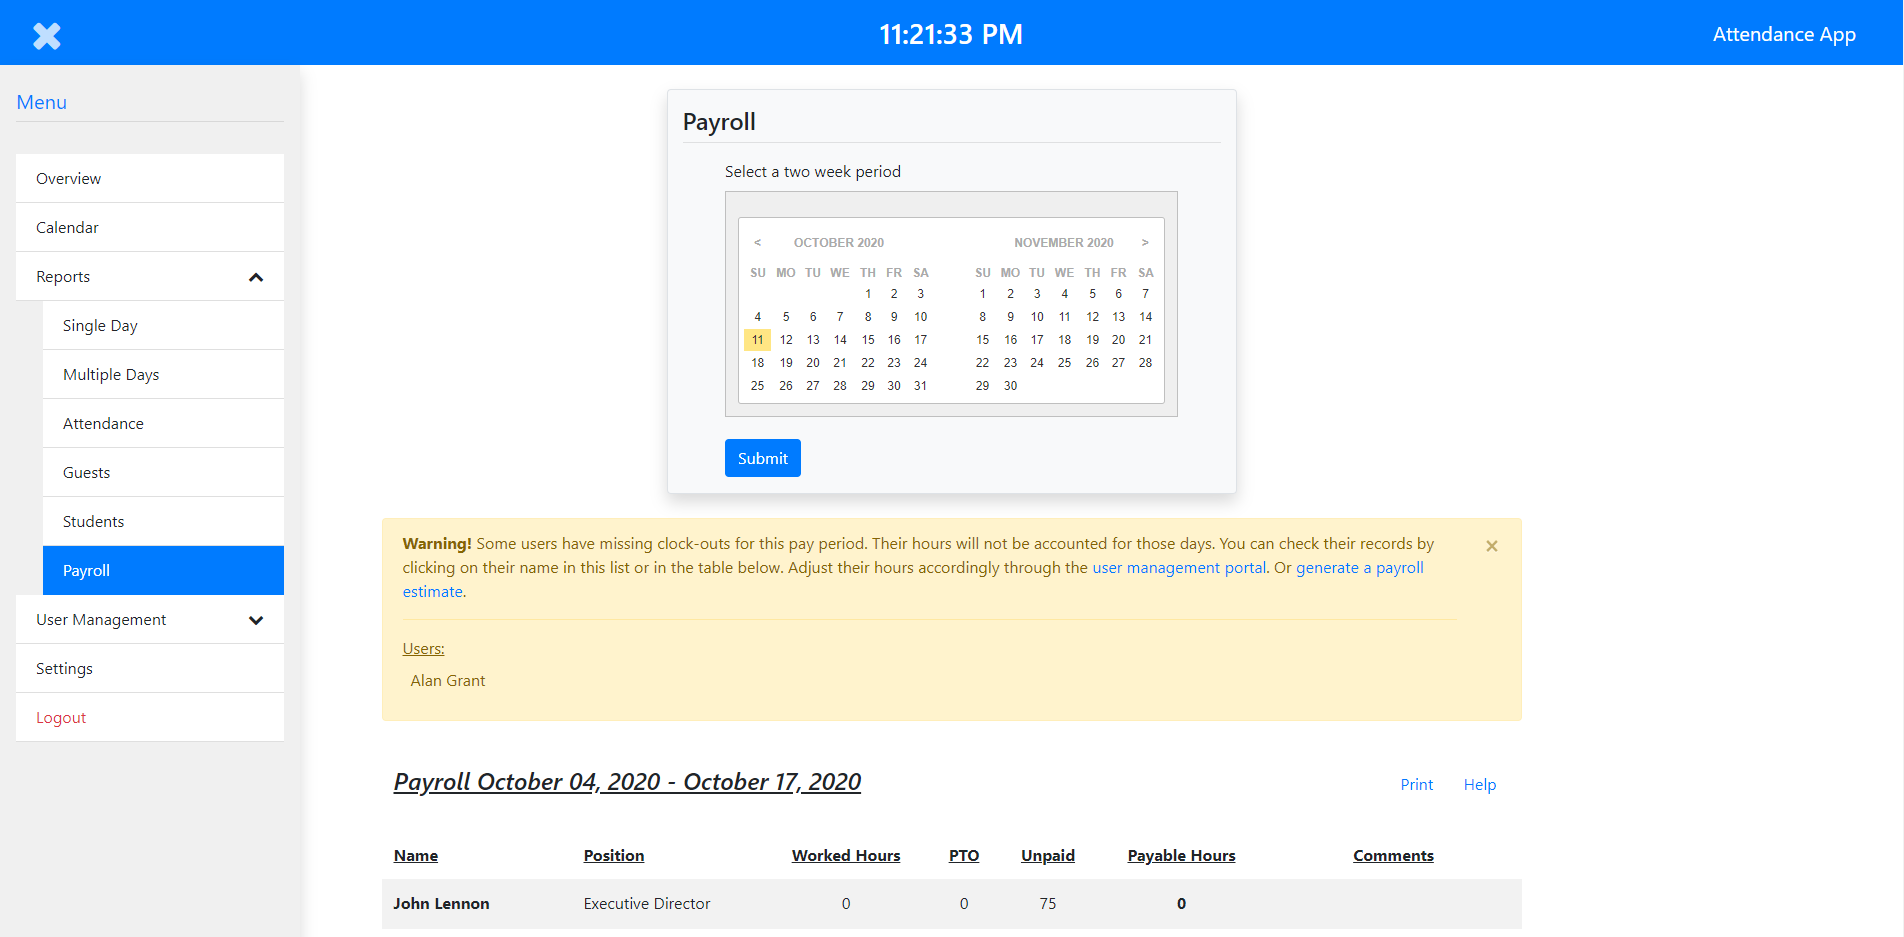 11:21:33 PM
Attendance App
Menu
Overview
Calendar
Reports
Single Day
Multiple Days
Attendance
Guests
Students
Payroll
User Management
Settings
Logout
Payroll
Select a two week period
< OCTOBER 2020
SU MO TU WE TH FR SA
1 2 3
4 5 6 7 8 9 10
11 12 13 14 15 16 17
18 19 20 21 22 23 24
25 26 27 28 29 30 31
NOVEMBER 2020 >
SU MO TU WE TH FR SA
1 2 3 4 5 6 7
8 9 10 11 12 13 14
15 16 17 18 19 20 21
22 23 24 25 26 27 28
29 30
Submit
Warning! Some users have missing clock-outs for this pay period. Their hours will not be accounted for those days. You can check their records by
clicking on their name in this list or in the table below. Adjust their hours accordingly through the user management portal. Or generate a payroll
estimate.
×
Users:
Alan Grant
Payroll October 04, 2020 - October 17, 2020
Print Help
Name Position Worked Hours PTO Unpaid Payable Hours Comments
John Lennon Executive Director 0 0 75 0